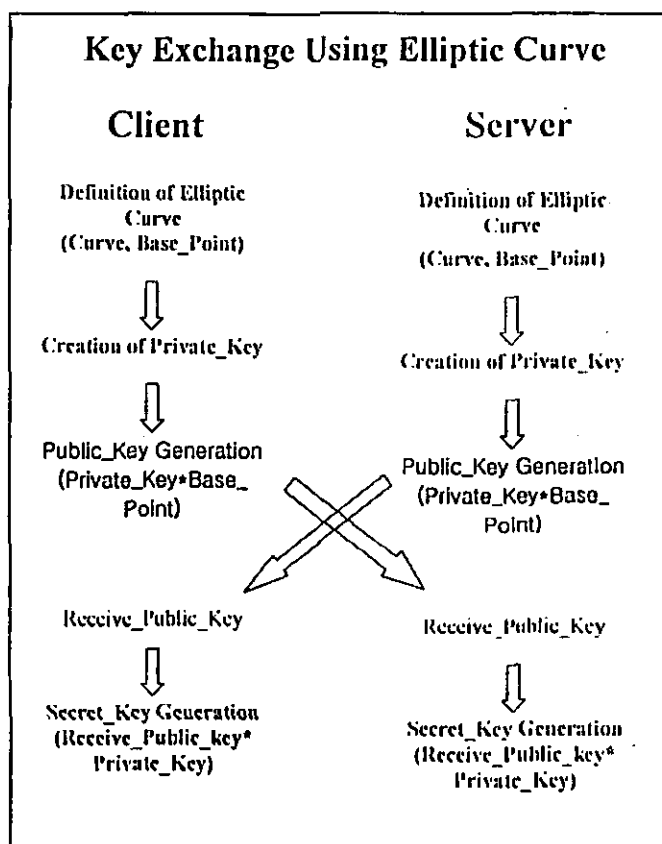 Key Exchange Using Elliptic Curve
Client
Definition of Elliptic
Curve
(Curve, Base_Point)
Creation of Private_Key
Public_Key Generation
(Private_Key*Base_
Point)
Receive_Public_Key
Secret_Key Generation
(Receive_Public_key*
Private_Key)
Server
Definition of Elliptic
Curve
(Curve, Base_Point)
Creation of Private_Key
Public_Key Generation
(Private_Key*Base_
Point)
Receive_Public_Key
Secret_Key Generation
(Receive_Public_key*
Private_Key)